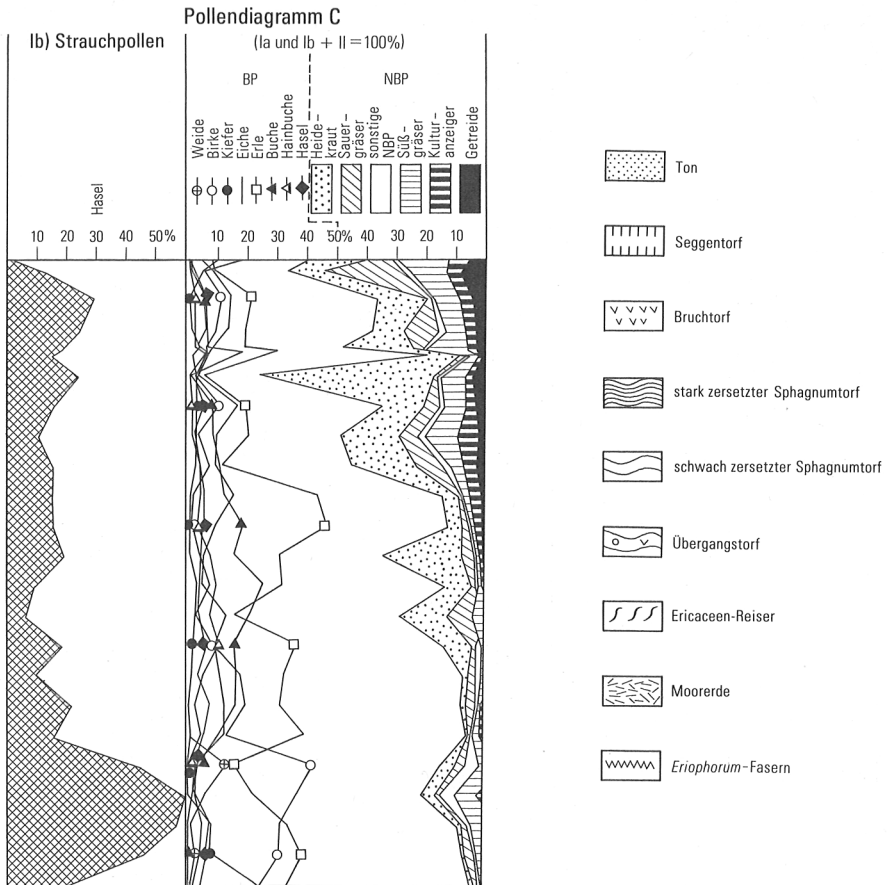 Pollendiagramm C
Ib) Strauchpollen
(Ia und Ib + II = 100%)
BP
NBP
Hasel
Weide
Birke
Kiefer
Eiche
Erle
Buche
Hainbuche
Hasel
Heide-
kraut
Sauer-
gräser
sonstige
NBP
Süß-
gräser
Kultur-
anzeiger
Getreide
10 20 30 40 50%
10 20 30 40 50% 40 30 20 10
Ton
Seggentorf
Bruchtorf
stark zersetzter Sphagnumtorf
schwach zersetzter Sphagnumtorf
Übergangstorf
Ericaceen-Reiser
Moorerde
Eriophorum-Fasern